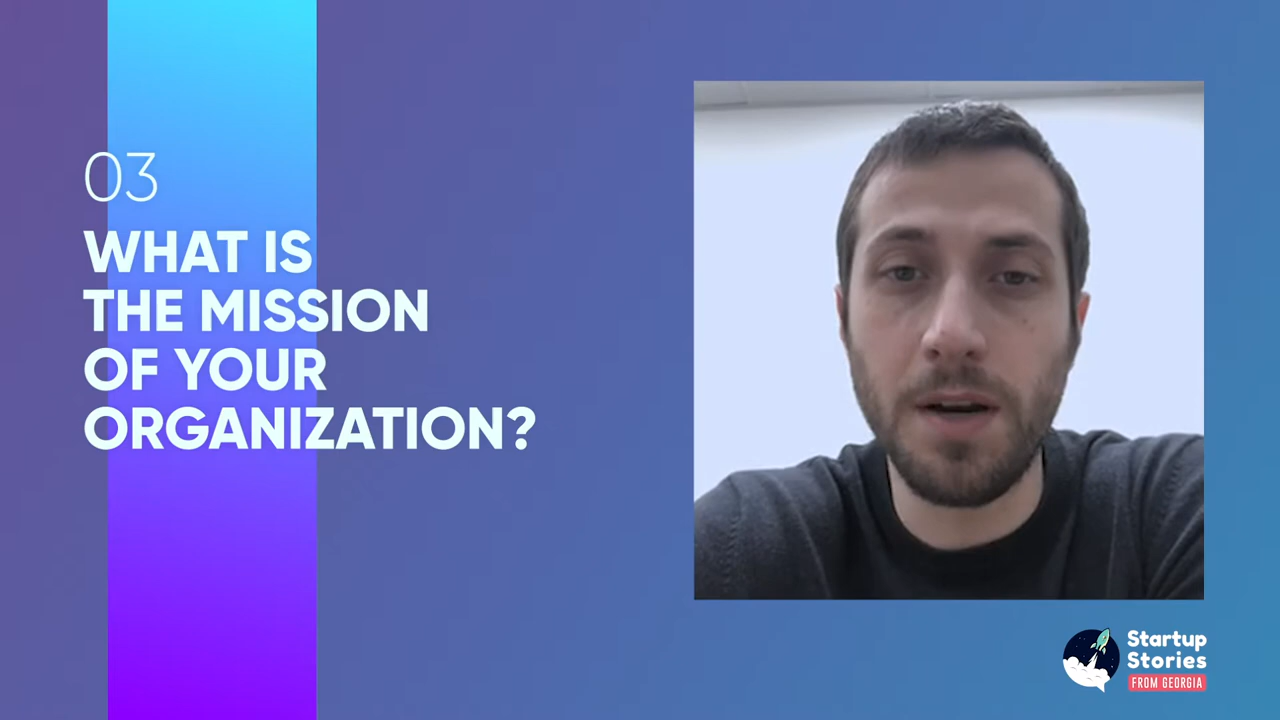 03
WHAT IS
THE MISSION
OF YOUR
ORGANIZATION?
Startup
Stories
FROM GEORGIA